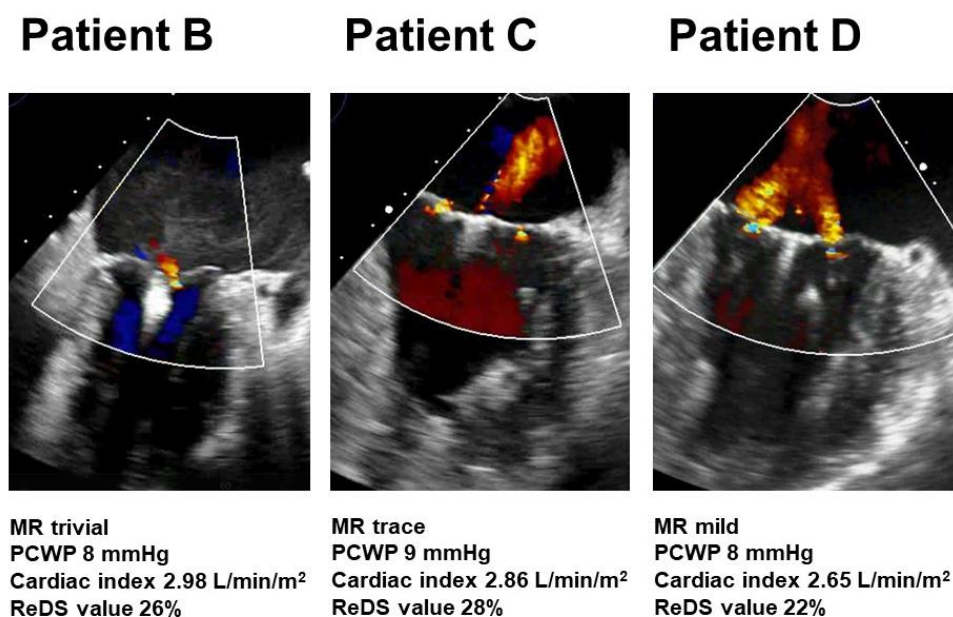 Patient B
Patient C
Patient D
MR trivial
PCWP 8 mmHg
Cardiac index 2.98 L/min/m²
ReDS value 26%
MR trace
PCWP 9 mmHg
Cardiac index 2.86 L/min/m²
ReDS value 28%
MR mild
PCWP 8 mmHg
Cardiac index 2.65 L/min/m²
ReDS value 22%